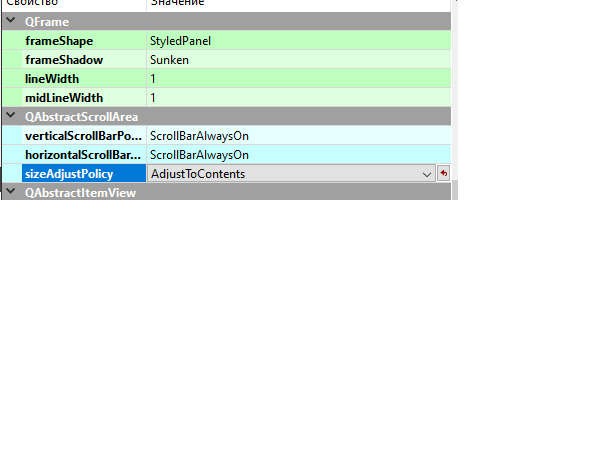 Свойство Значение
QFrame
frameShape StyledPanel
frameShadow Sunken
lineWidth 1
midLineWidth 1
QAbstractScrollArea
verticalScrollBarPo... ScrollBarAlwaysOn
horizontalScrollBar... ScrollBarAlwaysOn
sizeAdjustPolicy AdjustToContents
QAbstractItemView